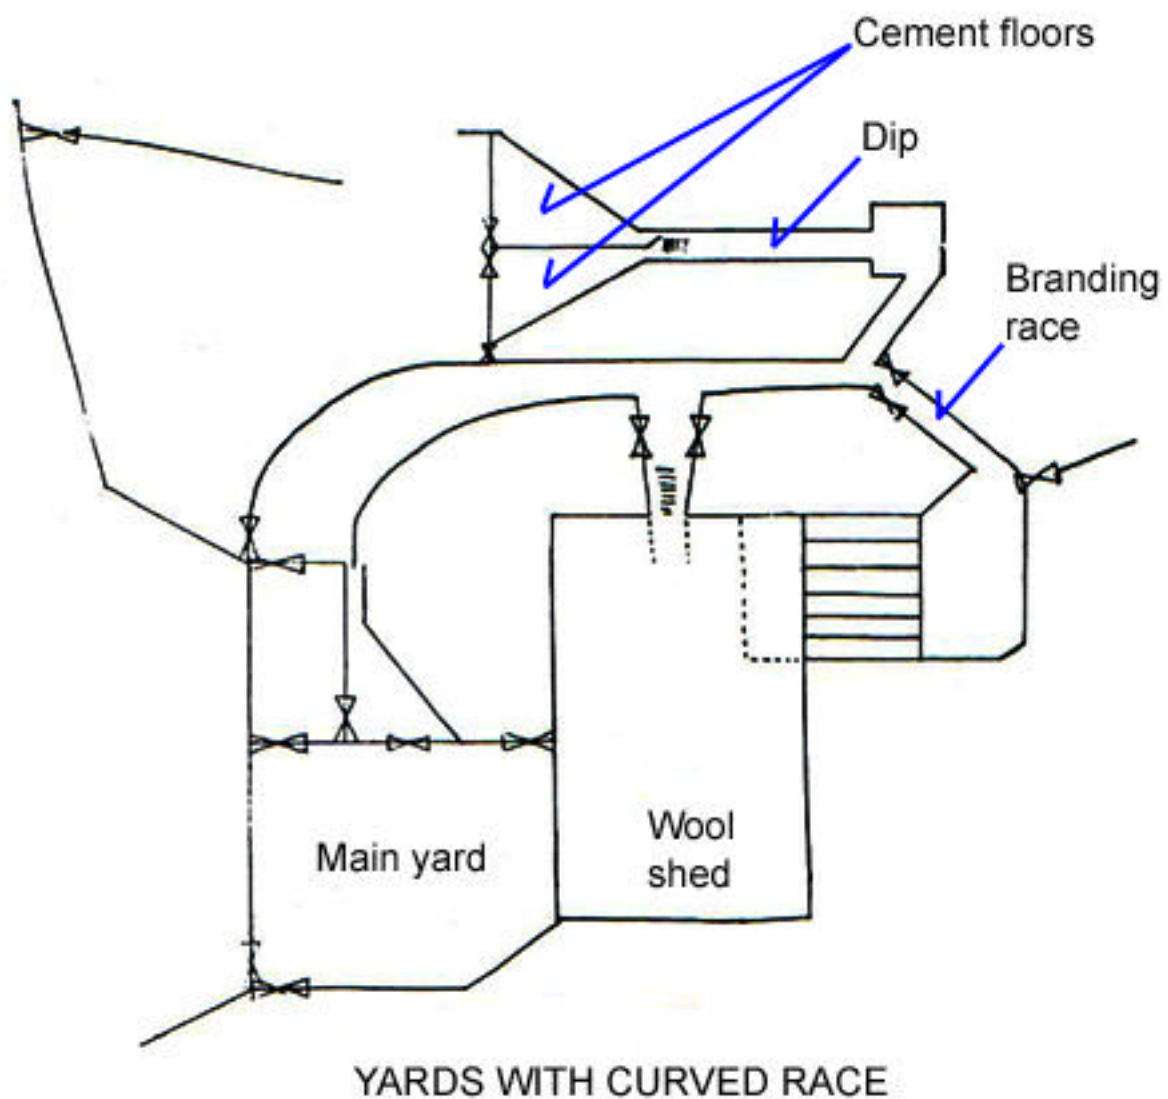 Cement floors
Dip
Branding
race
Wool
shed
Main yard
YARDS WITH CURVED RACE